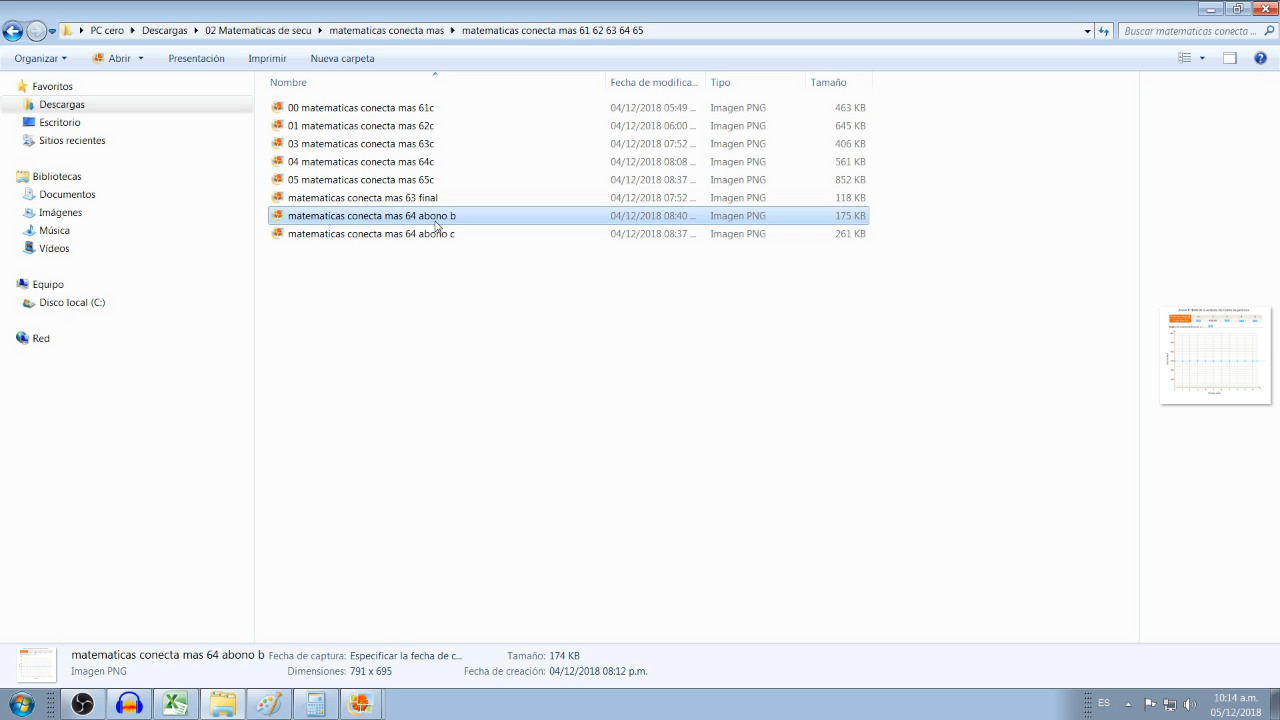 PC cero Descargas 02 Matematicas de secu matematicas conecta mas matematicas conecta mas 61 62 63 64 65
Buscar matematicas conecta ...
Organizar Abrir Presentación Imprimir Nueva carpeta
Nombre Fecha de modifica... Tipo Tamaño
Favoritos
Descargas
Escritorio
Sitios recientes
Bibliotecas
Documentos
Imágenes
Música
Vídeos
Equipo
Disco local (C:)
Red
00 matematicas conecta mas 61c 04/12/2018 05:49 ... Imagen PNG 463 KB
01 matematicas conecta mas 62c 04/12/2018 06:00 ... Imagen PNG 645 KB
03 matematicas conecta mas 63c 04/12/2018 07:52 ... Imagen PNG 406 KB
04 matematicas conecta mas 64c 04/12/2018 08:08 ... Imagen PNG 561 KB
05 matematicas conecta mas 65c 04/12/2018 08:37 ... Imagen PNG 852 KB
matematicas conecta mas 63 final 04/12/2018 07:52 ... Imagen PNG 118 KB
matematicas conecta mas 64 abono b 04/12/2018 08:40 ... Imagen PNG 175 KB
matematicas conecta mas 64 abono c 04/12/2018 08:37 ... Imagen PNG 261 KB
matematicas conecta mas 64 abono b Fecha de captura: Especificar la fecha de c... Tamaño: 174 KB
Imagen PNG Dimensiones: 791 x 695 Fecha de creación: 04/12/2018 08:12 p.m.
ES
10:14 a.m.
05/12/2018